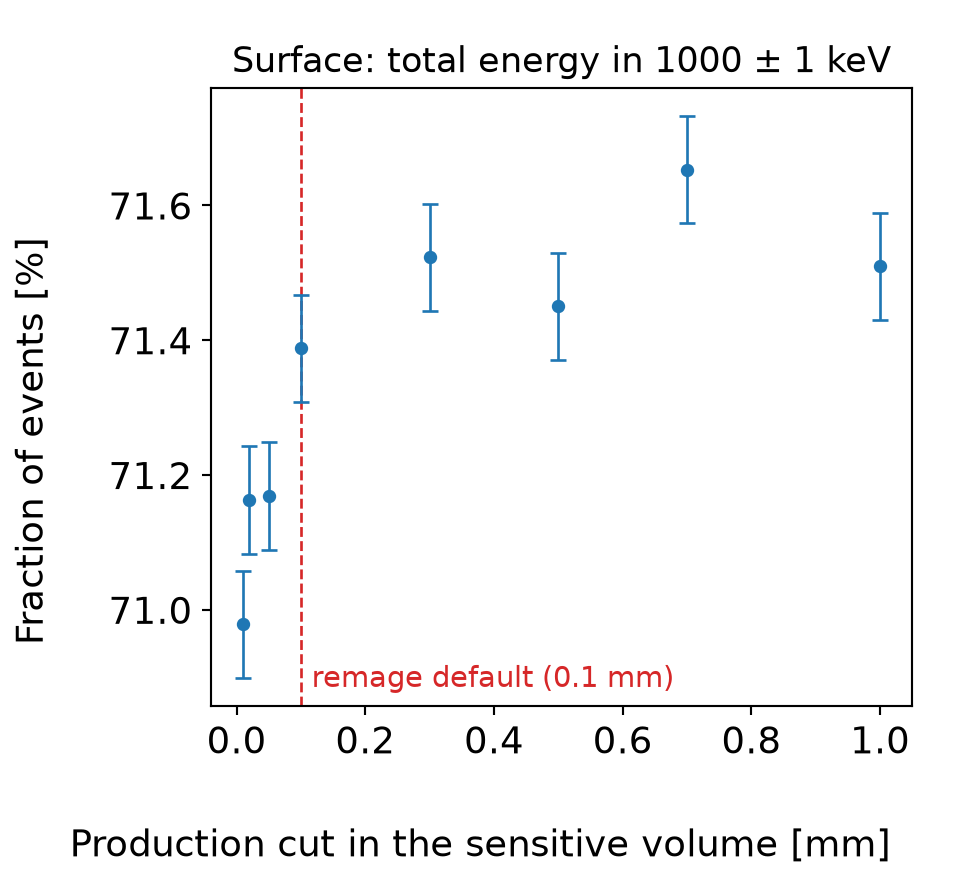 Surface: total energy in 1000 ± 1 keV
Fraction of events [%]
71.6
71.4
71.2
71.0
remage default (0.1 mm)
0.0 0.2 0.4 0.6 0.8 1.0
Production cut in the sensitive volume [mm]